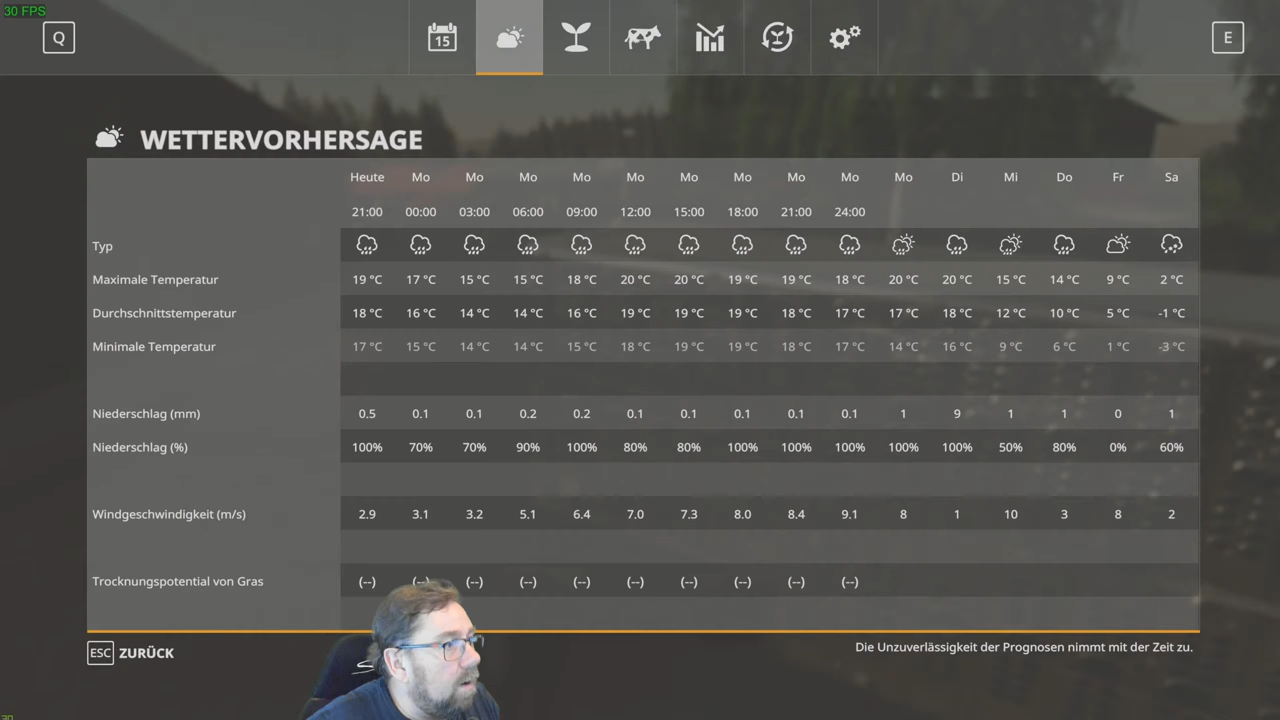 30 FPS
Q
15
E
WETTERVORHERSAGE
Heute Mo Mo Mo Mo Mo Mo Mo Mo Mo Mo Di Mi Do Fr Sa
21:00 00:00 03:00 06:00 09:00 12:00 15:00 18:00 21:00 24:00
Typ
Maximale Temperatur 19 °C 17 °C 15 °C 15 °C 18 °C 20 °C 20 °C 19 °C 19 °C 18 °C 20 °C 20 °C 15 °C 14 °C 9 °C 2 °C
Durchschnittstemperatur 18 °C 16 °C 14 °C 14 °C 16 °C 19 °C 19 °C 19 °C 18 °C 17 °C 17 °C 18 °C 12 °C 10 °C 5 °C -1 °C
Minimale Temperatur 17 °C 15 °C 14 °C 14 °C 15 °C 18 °C 19 °C 19 °C 18 °C 17 °C 14 °C 16 °C 9 °C 6 °C 1 °C -3 °C
Niederschlag (mm) 0.5 0.1 0.1 0.2 0.2 0.1 0.1 0.1 0.1 0.1 1 9 1 1 0 1
Niederschlag (%) 100% 70% 70% 90% 100% 80% 80% 100% 100% 100% 100% 100% 50% 80% 0% 60%
Windgeschwindigkeit (m/s) 2.9 3.1 3.2 5.1 6.4 7.0 7.3 8.0 8.4 9.1 8 1 10 3 8 2
Trocknungspotential von Gras (--) (--) (--) (--) (--) (--) (--) (--) (--) (--)
ESC ZURÜCK
Die Unzuverlässigkeit der Prognosen nimmt mit der Zeit zu.